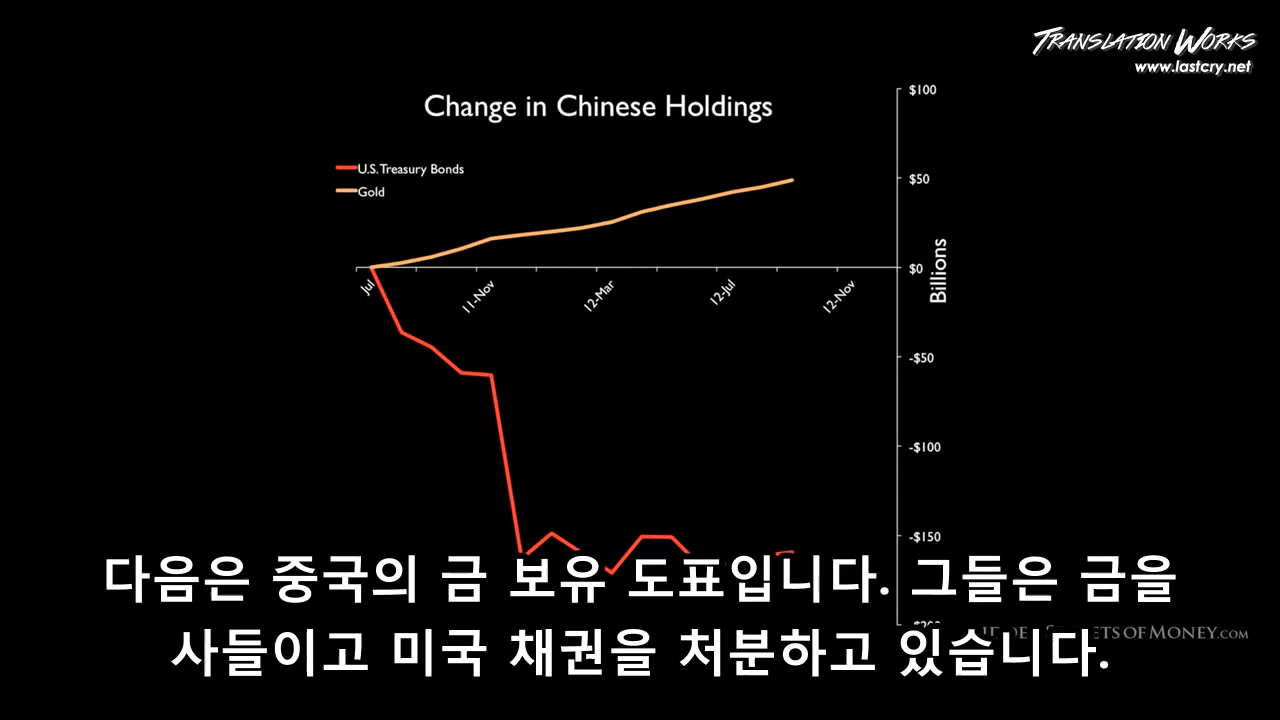 TRANSLATION WORKS
www.lastcry.net
Change in Chinese Holdings
U.S. Treasury Bonds
Gold
$100
$50
$0
-$50
-$100
-$150
Billions
Jul
11-Nov
12-Mar
12-Jul
12-Nov
다음은 중국의 금 보유 도표입니다. 그들은 금을
사들이고 미국 채권을 처분하고 있습니다.
OF MONEY.COM